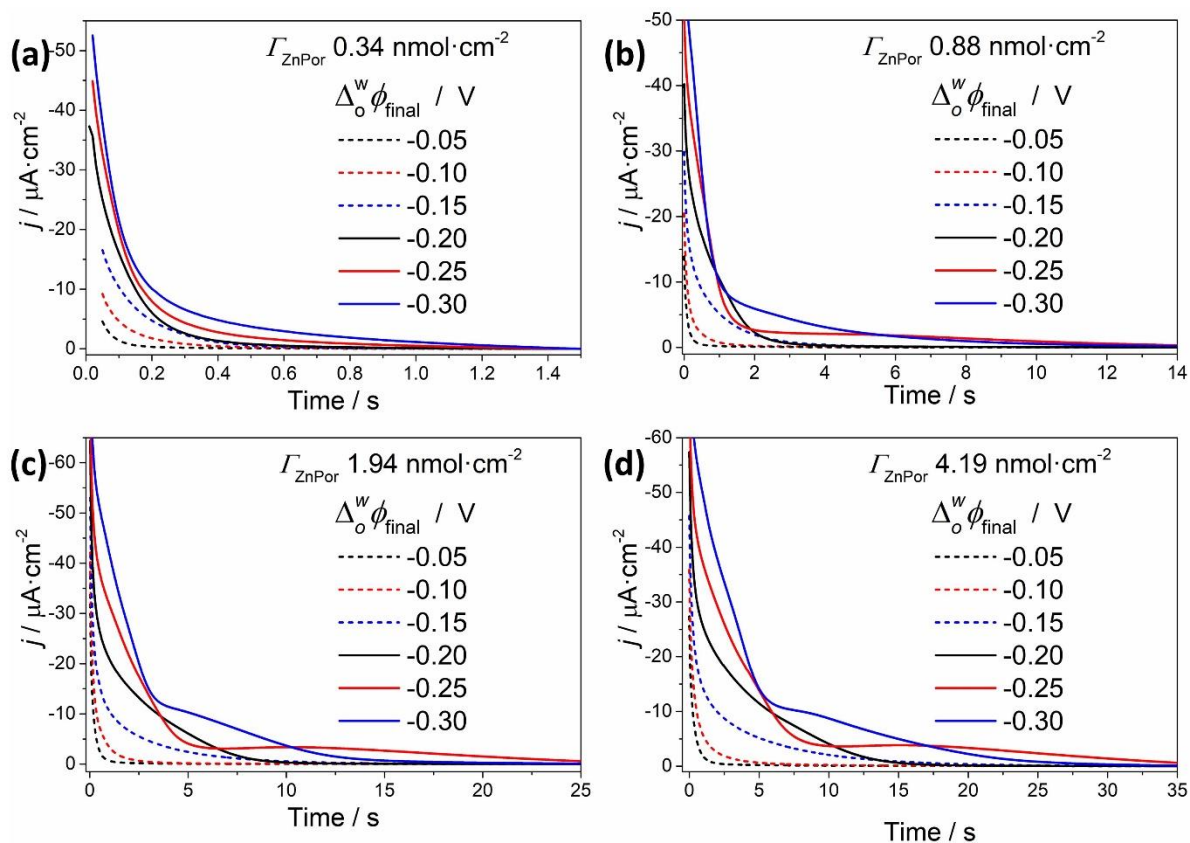 (a)
Γ_ZnPor 0.34 nmol·cm⁻²
Δ_o^w ϕ_final / V
-0.05
-0.10
-0.15
-0.20
-0.25
-0.30
j / μA·cm⁻²
-50
-40
-30
-20
-10
0
0.0 0.2 0.4 0.6 0.8 1.0 1.2 1.4
Time / s
(b)
Γ_ZnPor 0.88 nmol·cm⁻²
Δ_o^w ϕ_final / V
-0.05
-0.10
-0.15
-0.20
-0.25
-0.30
j / μA·cm⁻²
-50
-40
-30
-20
-10
0
0 2 4 6 8 10 12 14
Time / s
(c)
Γ_ZnPor 1.94 nmol·cm⁻²
Δ_o^w ϕ_final / V
-0.05
-0.10
-0.15
-0.20
-0.25
-0.30
j / μA·cm⁻²
-60
-50
-40
-30
-20
-10
0
0 5 10 15 20 25
Time / s
(d)
Γ_ZnPor 4.19 nmol·cm⁻²
Δ_o^w ϕ_final / V
-0.05
-0.10
-0.15
-0.20
-0.25
-0.30
j / μA·cm⁻²
-60
-50
-40
-30
-20
-10
0
0 5 10 15 20 25 30 35
Time / s